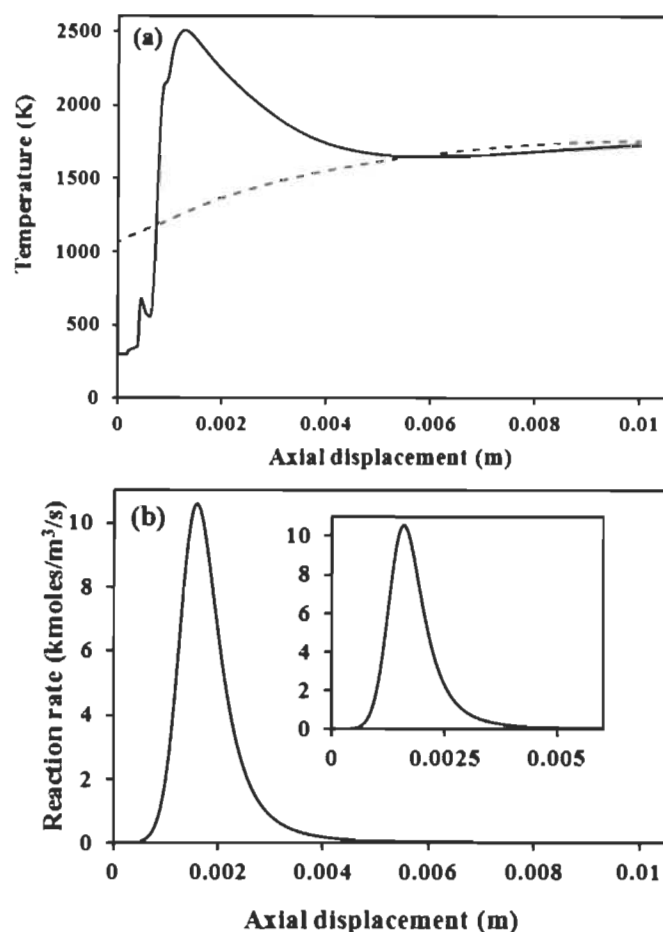 (a)
2500
2000
1500
1000
500
0
Temperature (K)
0 0.002 0.004 0.006 0.008 0.01
Axial displacement (m)
(b)
10
8
6
4
2
0
Reaction rate (kmoles/m³/s)
10
8
6
4
2
0
0 0.0025 0.005
0 0.002 0.004 0.006 0.008 0.01
Axial displacement (m)